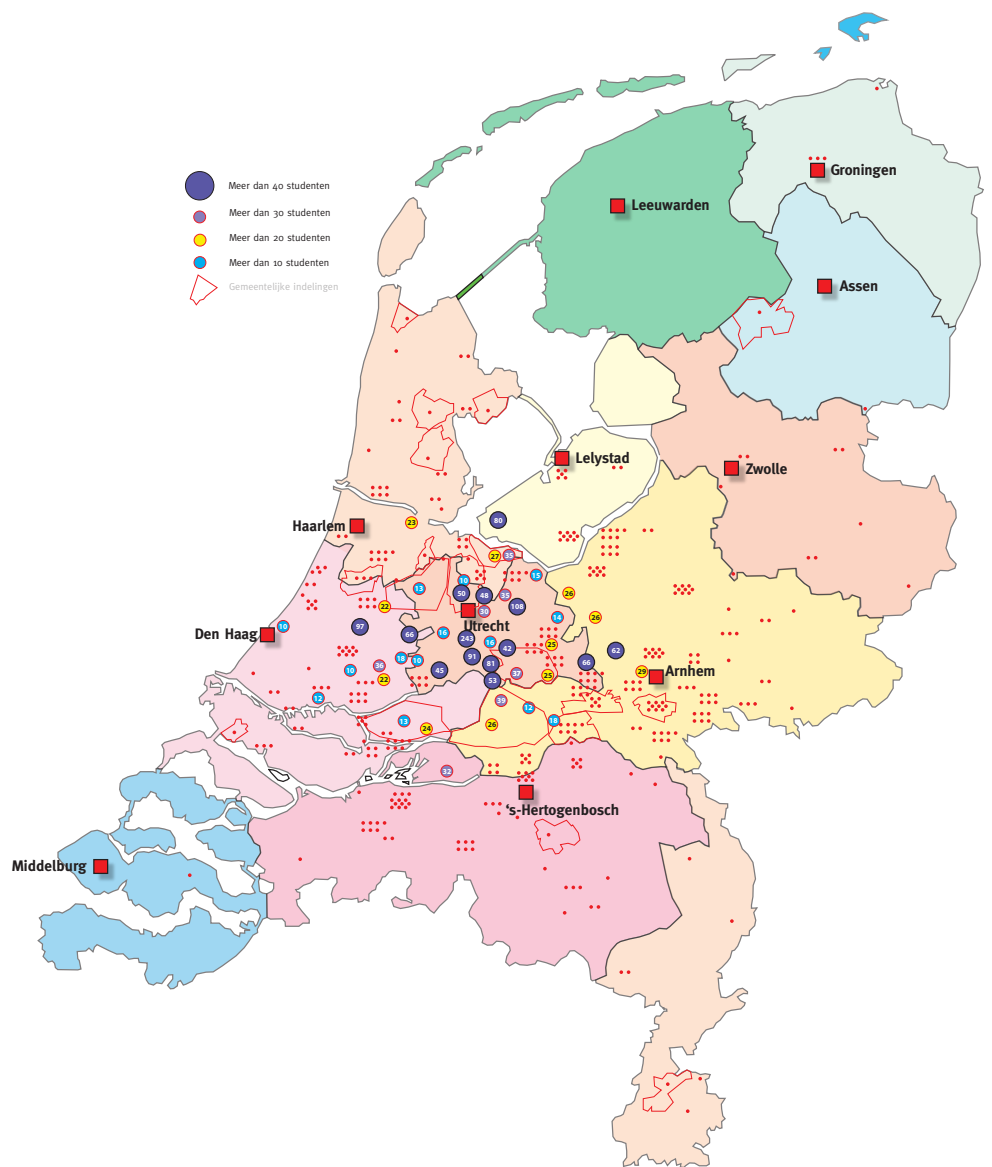 Meer dan 40 studenten
Meer dan 30 studenten
Meer dan 20 studenten
Meer dan 10 studenten
Gemeentelijke indelingen
Groningen
Leeuwarden
Assen
Lelystad
Zwolle
80
23
Haarlem
27
35
15
10
13
50
48
35
26
108
22
30
14
26
Utrecht
10
97
Den Haag
66
16
243
16
42
25
62
18
10
91
81
66
36
10
45
37
25
29
Arnhem
22
53
12
39
12
13
24
26
18
32
's-Hertogenbosch
Middelburg